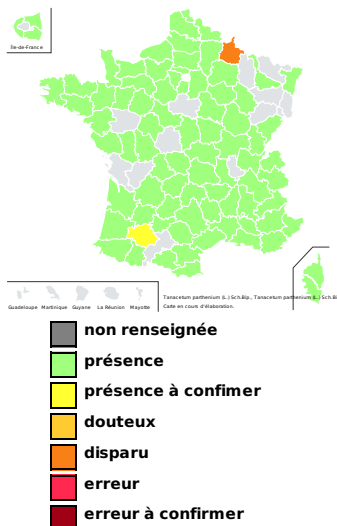 Île-de-France
Guadeloupe Martinique Guyane La Réunion Mayotte
Tanacetum parthenium (L.) Sch.Bip., Tanacetum parthenium (L.) Sch.Bi
Carte en cours d'élaboration.
non renseignée
présence
présence à confimer
douteux
disparu
erreur
erreur à confirmer